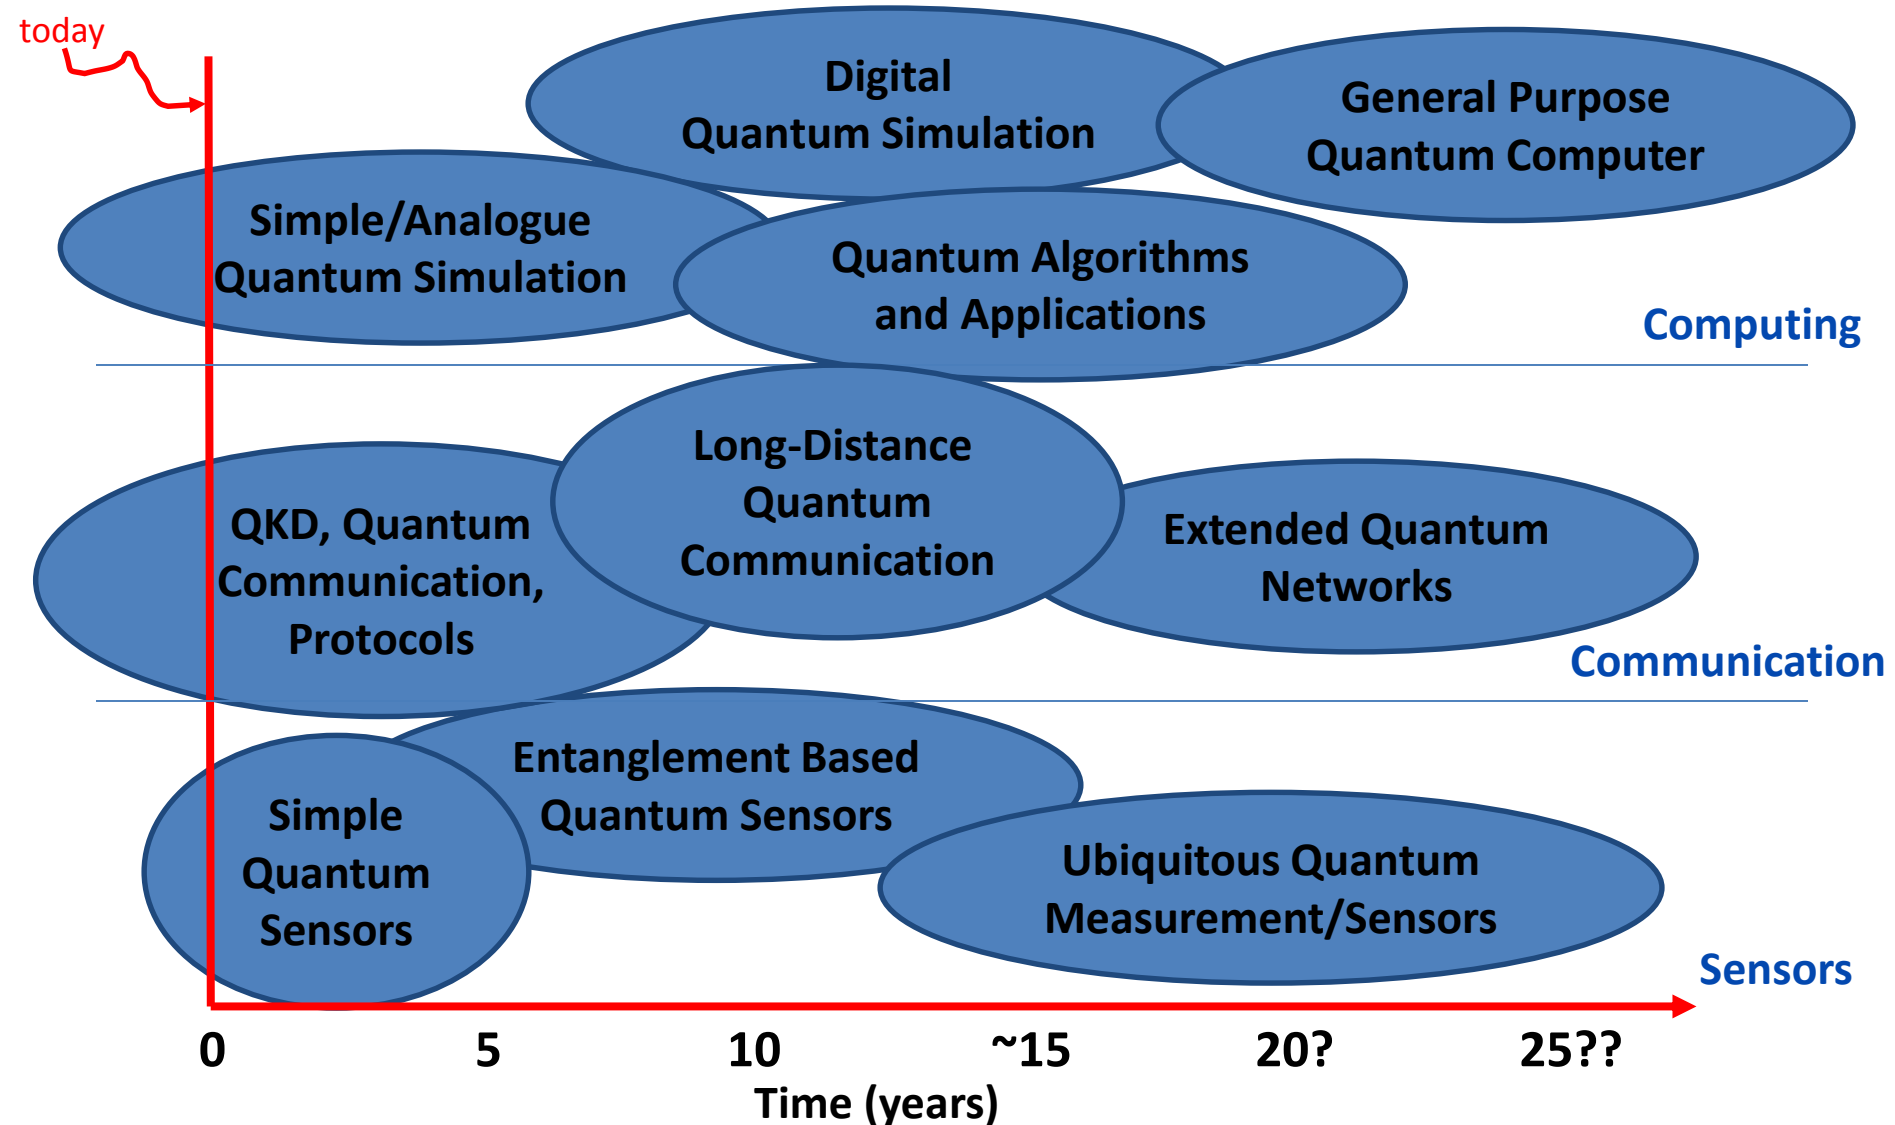 today
Digital
Quantum Simulation
General Purpose
Quantum Computer
Simple/Analogue
Quantum Simulation
Quantum Algorithms
and Applications
Computing
Long-Distance
Quantum
Communication
QKD, Quantum
Communication,
Protocols
Extended Quantum
Networks
Communication
Entanglement Based
Quantum Sensors
Simple
Quantum
Sensors
Ubiquitous Quantum
Measurement/Sensors
Sensors
0 5 10 ~15 20? 25??
Time (years)